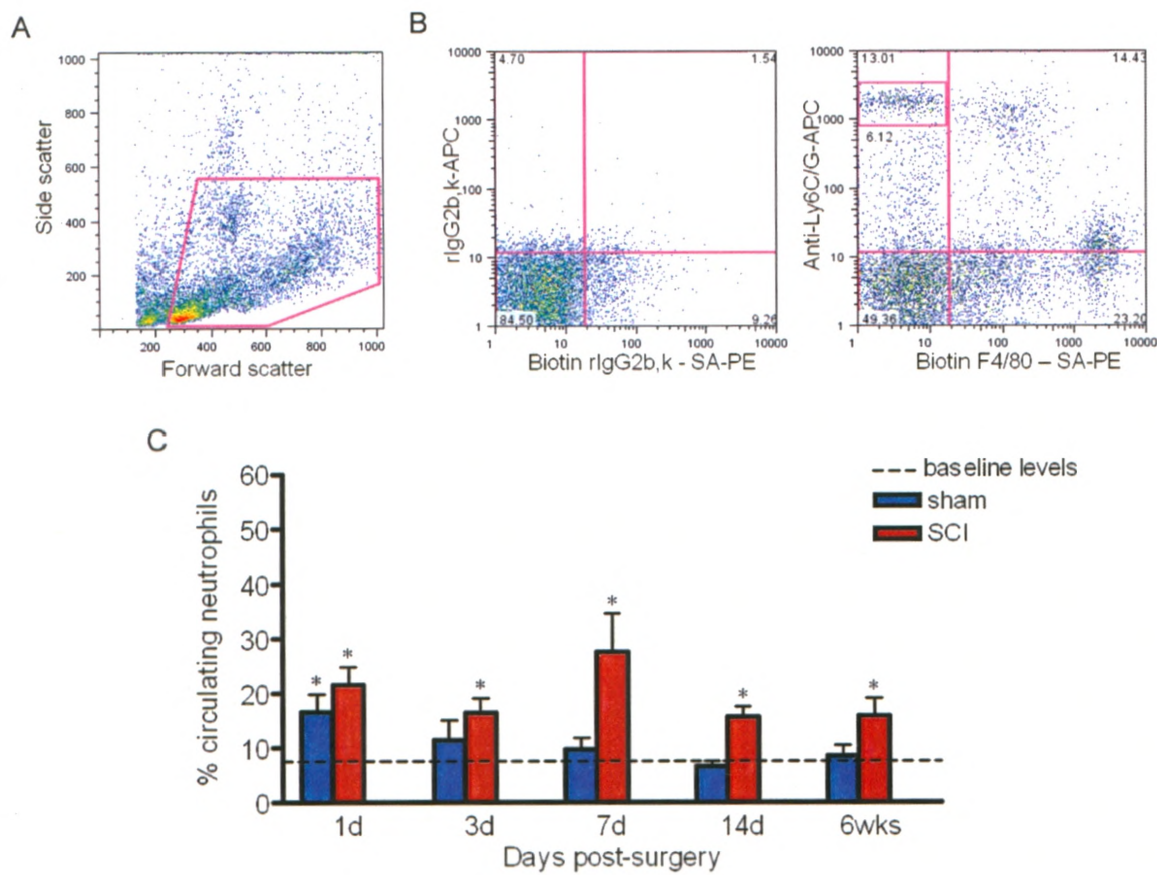 A
1000
800
600
400
200
0
200 400 600 800 1000
Side scatter
Forward scatter
B
10000
1000
100
10
1
1 10 100 1000 10000
4.70 1.54
84.50 9.26
rIgG2b,k-APC
Biotin rIgG2b,k - SA-PE
10000
1000
100
10
1
1 10 100 1000 10000
13.01 14.43
6.12
49.36 23.20
Anti-Ly6C/G-APC
Biotin F4/80 – SA-PE
C
60
50
40
30
20
10
0
% circulating neutrophils
baseline levels
sham
SCI
* * * * * *
1d 3d 7d 14d 6wks
Days post-surgery